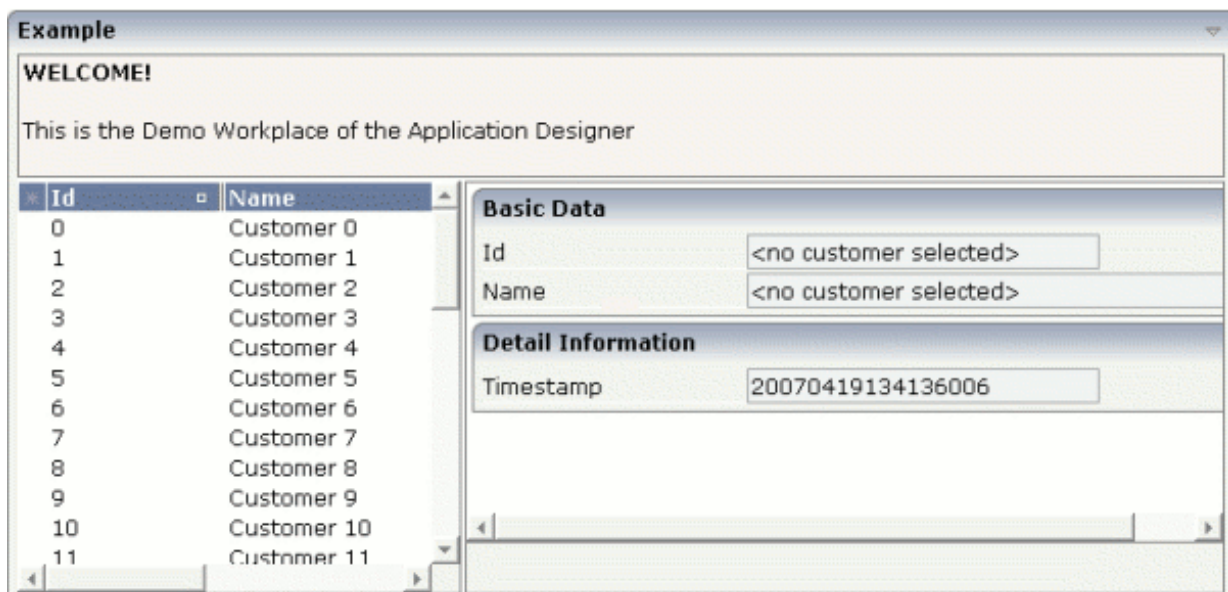 Example
WELCOME!
This is the Demo Workplace of the Application Designer
Id Name
0 Customer 0
1 Customer 1
2 Customer 2
3 Customer 3
4 Customer 4
5 Customer 5
6 Customer 6
7 Customer 7
8 Customer 8
9 Customer 9
10 Customer 10
11 Customer 11
Basic Data
Id <no customer selected>
Name <no customer selected>
Detail Information
Timestamp 20070419134136006